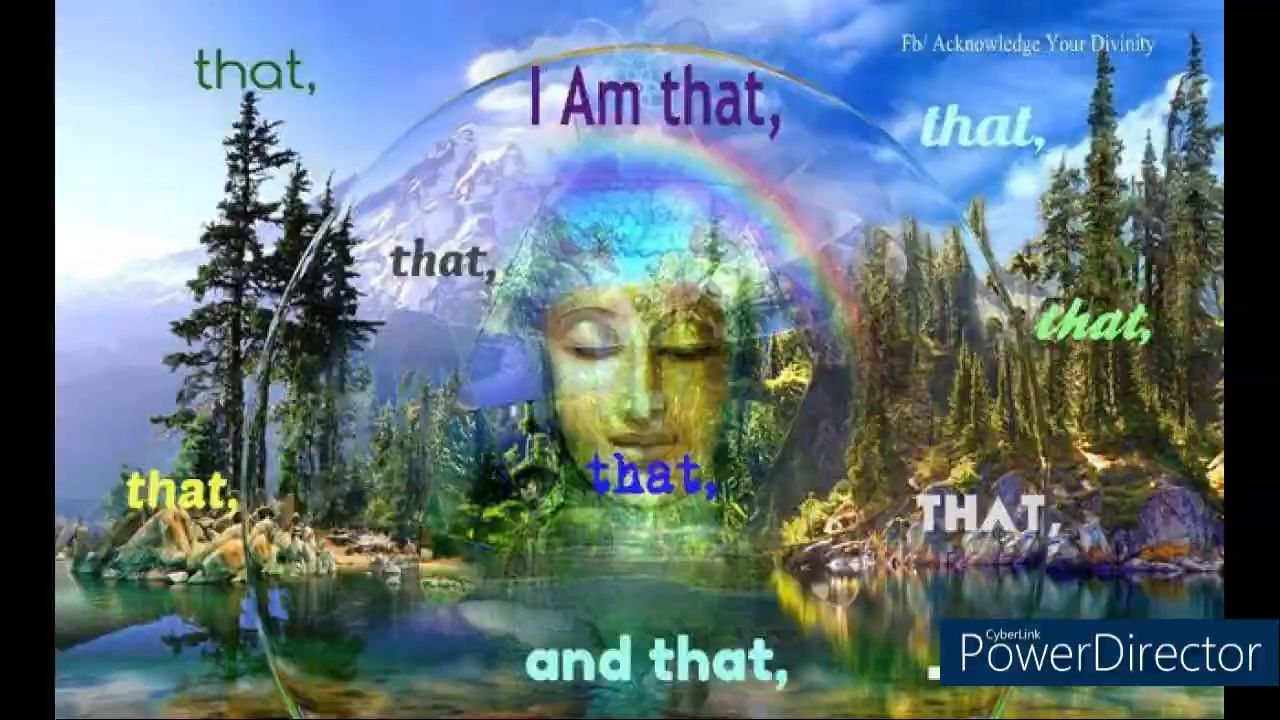 Fb/ Acknowledge Your Divinity
that,
I Am that,
that,
that,
that,
that,
that,
THAT,
and that,
.
CyberLink
PowerDirector